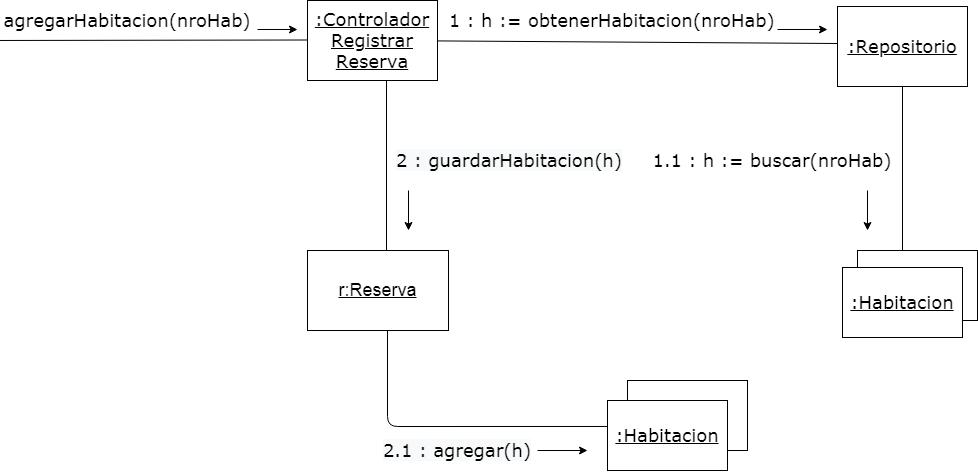 agregarHabitacion(nroHab)
:Controlador
Registrar
Reserva
1 : h := obtenerHabitacion(nroHab)
:Repositorio
2 : guardarHabitacion(h)
1.1 : h := buscar(nroHab)
r:Reserva
:Habitacion
:Habitacion
2.1 : agregar(h)